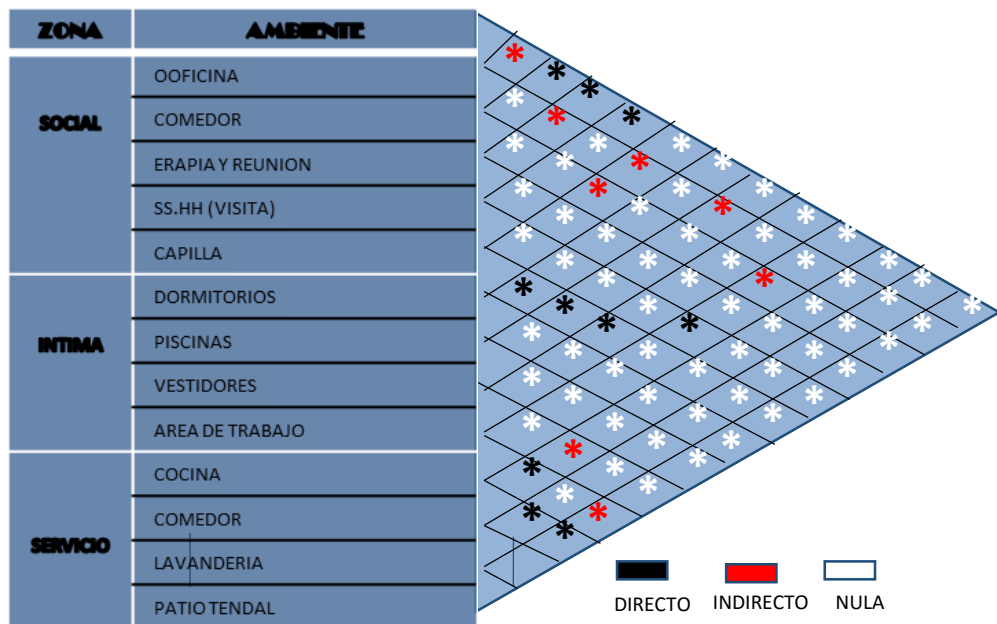 ZONA AMBIENTE
SOCIAL
OOFICINA
COMEDOR
ERAPIA Y REUNION
SS.HH (VISITA)
CAPILLA
INTIMA
DORMITORIOS
PISCINAS
VESTIDORES
AREA DE TRABAJO
SERVICIO
COCINA
COMEDOR
LAVANDERIA
PATIO TENDAL
DIRECTO INDIRECTO NULA